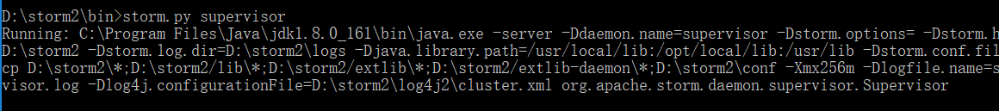 D:\storm2\bin>storm.py supervisor
Running: C:\Program Files\Java\jdk1.8.0_161\bin\java.exe -server -Ddaemon.name=supervisor -Dstorm.options= -Dstorm.h
D:\storm2 -Dstorm.log.dir=D:\storm2\logs -Djava.library.path=/usr/local/lib:/opt/local/lib:/usr/lib -Dstorm.conf.fil
cp D:\storm2\*;D:\storm2/lib\*;D:\storm2/extlib\*;D:\storm2/extlib-daemon\*;D:\storm2\conf -Xmx256m -Dlogfile.name=s
visor.log -Dlog4j.configurationFile=D:\storm2\log4j2\cluster.xml org.apache.storm.daemon.supervisor.Supervisor